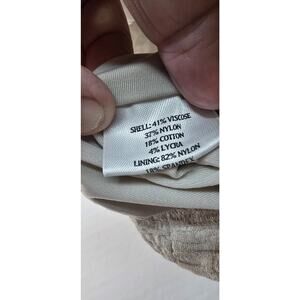 SHELL: 41% VISCOSE
37% NYLON
18% COTTON
4% LYCRA
LINING: 82% NYLON
18% SPANDEX